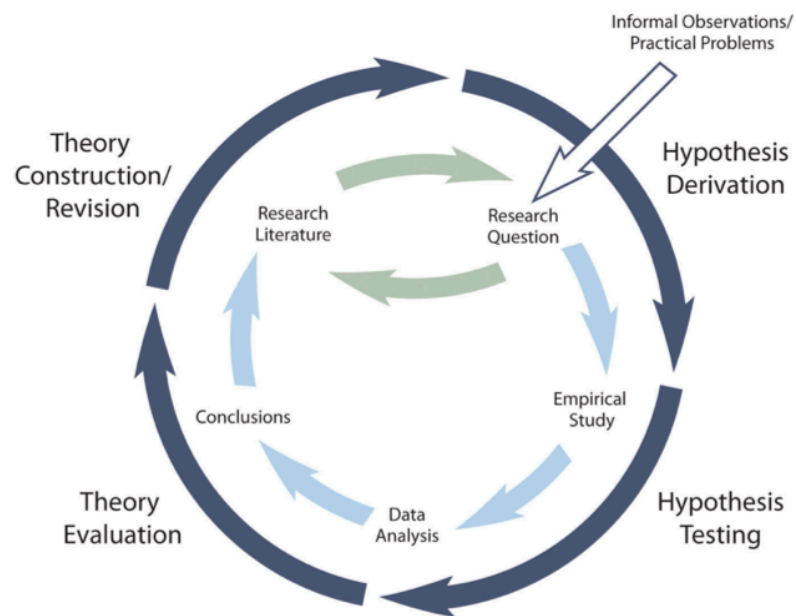 Informal Observations/
Practical Problems
Theory
Construction/
Revision
Hypothesis
Derivation
Research
Literature
Research
Question
Conclusions
Empirical
Study
Theory
Evaluation
Data
Analysis
Hypothesis
Testing